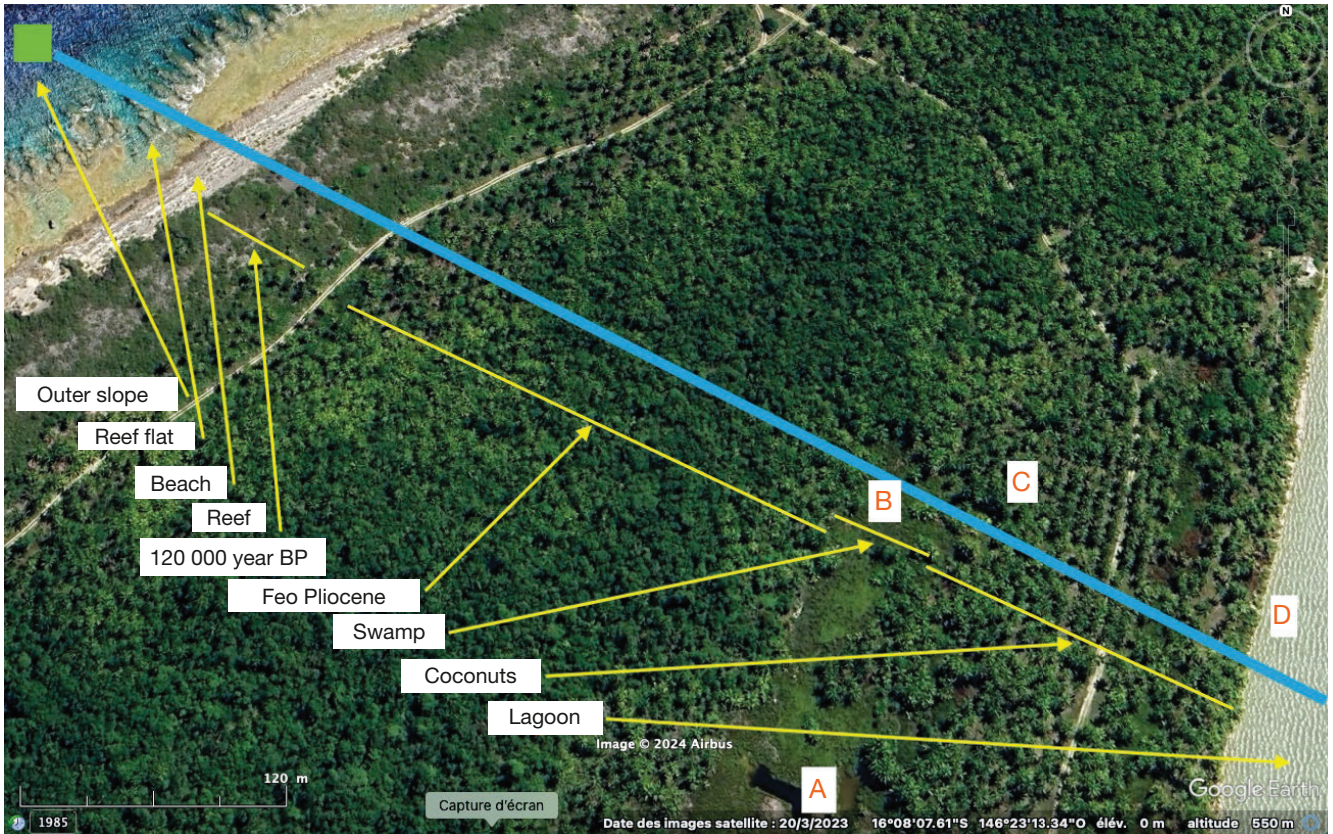 N
Outer slope
Reef flat
Beach
Reef
120 000 year BP
Feo Pliocene
Swamp
Coconuts
Lagoon
B
C
D
A
Image © 2024 Airbus
120 m
Capture d'écran
Google Earth
1985
Date des images satellite : 20/3/2023 16°08'07.61"S 146°23'13.34"O élév. 0 m altitude 550 m